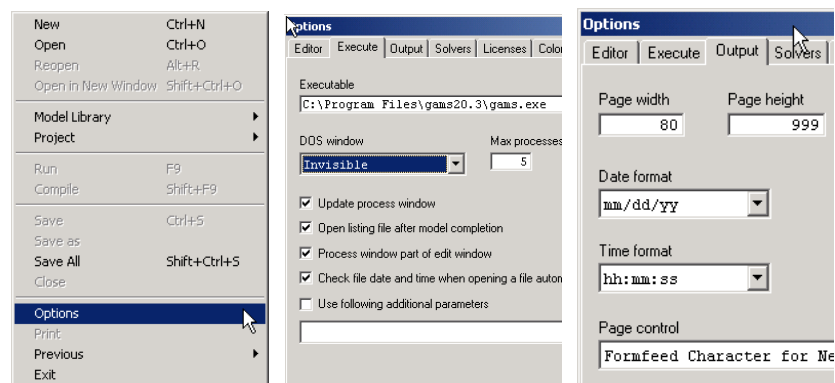 New Ctrl+N
Open Ctrl+O
Reopen Alt+R
Open in New Window Shift+Ctrl+O
Model Library
Project
Run F9
Compile Shift+F9
Save Ctrl+S
Save as
Save All Shift+Ctrl+S
Close
Options
Print
Previous
Exit
Options
Editor Execute Output Solvers Licenses Color
Executable
C:\Program Files\gams20.3\gams.exe
DOS window Max processes
Invisible 5
Update process window
Open listing file after model completion
Process window part of edit window
Check file date and time when opening a file autom
Use following additional parameters
Options
Editor Execute Output Solvers
Page width Page height
80 999
Date format
mm/dd/yy
Time format
hh:mm:ss
Page control
Formfeed Character for Ne